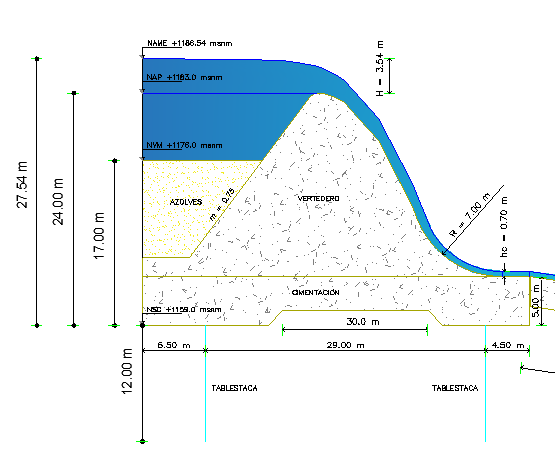 NAME +1186.54 msnm
H = 3.54 m
NAP +1183.0 msnm
NYM +1176.0 msnm
27.54 m
24.00 m
17.00 m
AZOLVES
m = 0.75
VERTEDERO
R = 7.00 m
hc = 0.70 m
CIMENTACIÓN
NSC +1159.0 msnm
5.00 m
30.0 m
6.50 m
29.00 m
4.50 m
12.00 m
TABLESTACA
TABLESTACA